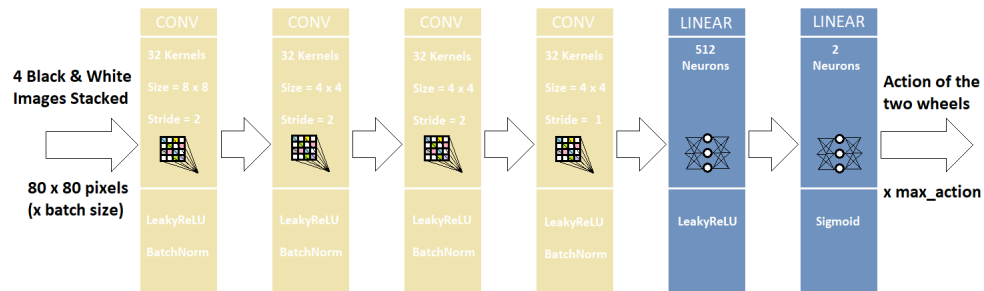 4 Black & White
Images Stacked
80 x 80 pixels
(x batch size)
CONV
32 Kernels
Size = 8 x 8
Stride = 2
LeakyReLU
BatchNorm
CONV
32 Kernels
Size = 4 x 4
Stride = 2
LeakyReLU
BatchNorm
CONV
32 Kernels
Size = 4 x 4
Stride = 2
LeakyReLU
BatchNorm
CONV
32 Kernels
Size = 4 x 4
Stride = 1
LeakyReLU
BatchNorm
LINEAR
512
Neurons
LeakyReLU
LINEAR
2
Neurons
Sigmoid
Action of the
two wheels
x max_action